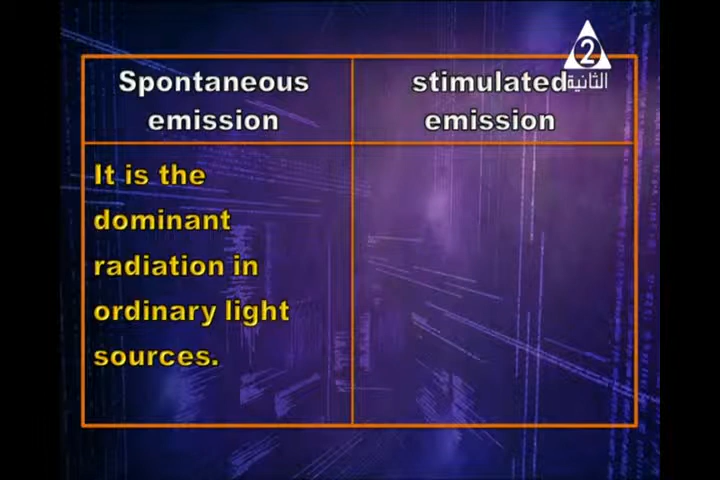 2
الثانية
Spontaneous
emission
stimulated
emission
It is the
dominant
radiation in
ordinary light
sources.